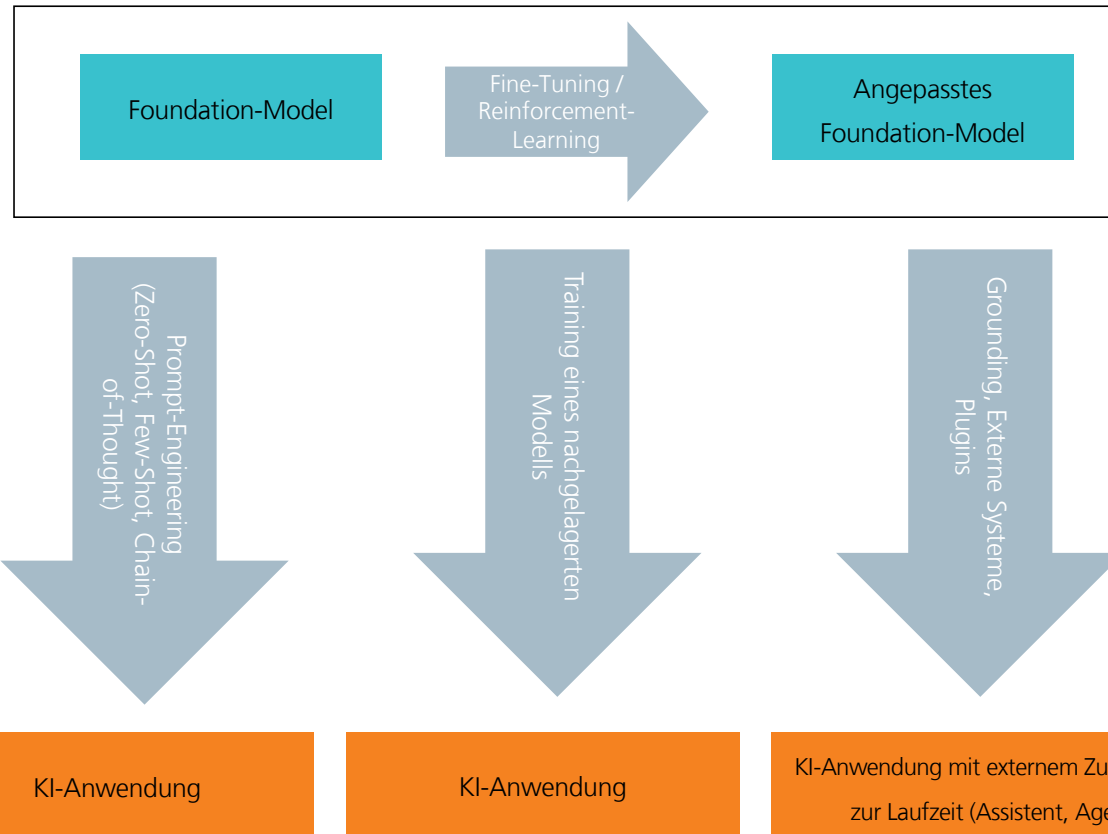 Foundation-Model
Fine-Tuning /
Reinforcement-
Learning
Angepasstes
Foundation-Model
Prompt-Engineering
(Zero-Shot, Few-Shot, Chain-
of-Thought)
Training eines nachgelagerten
Modells
Grounding, Externe Systeme,
Plugins
KI-Anwendung
KI-Anwendung
KI-Anwendung mit externem
zur Laufzeit (Assistent,